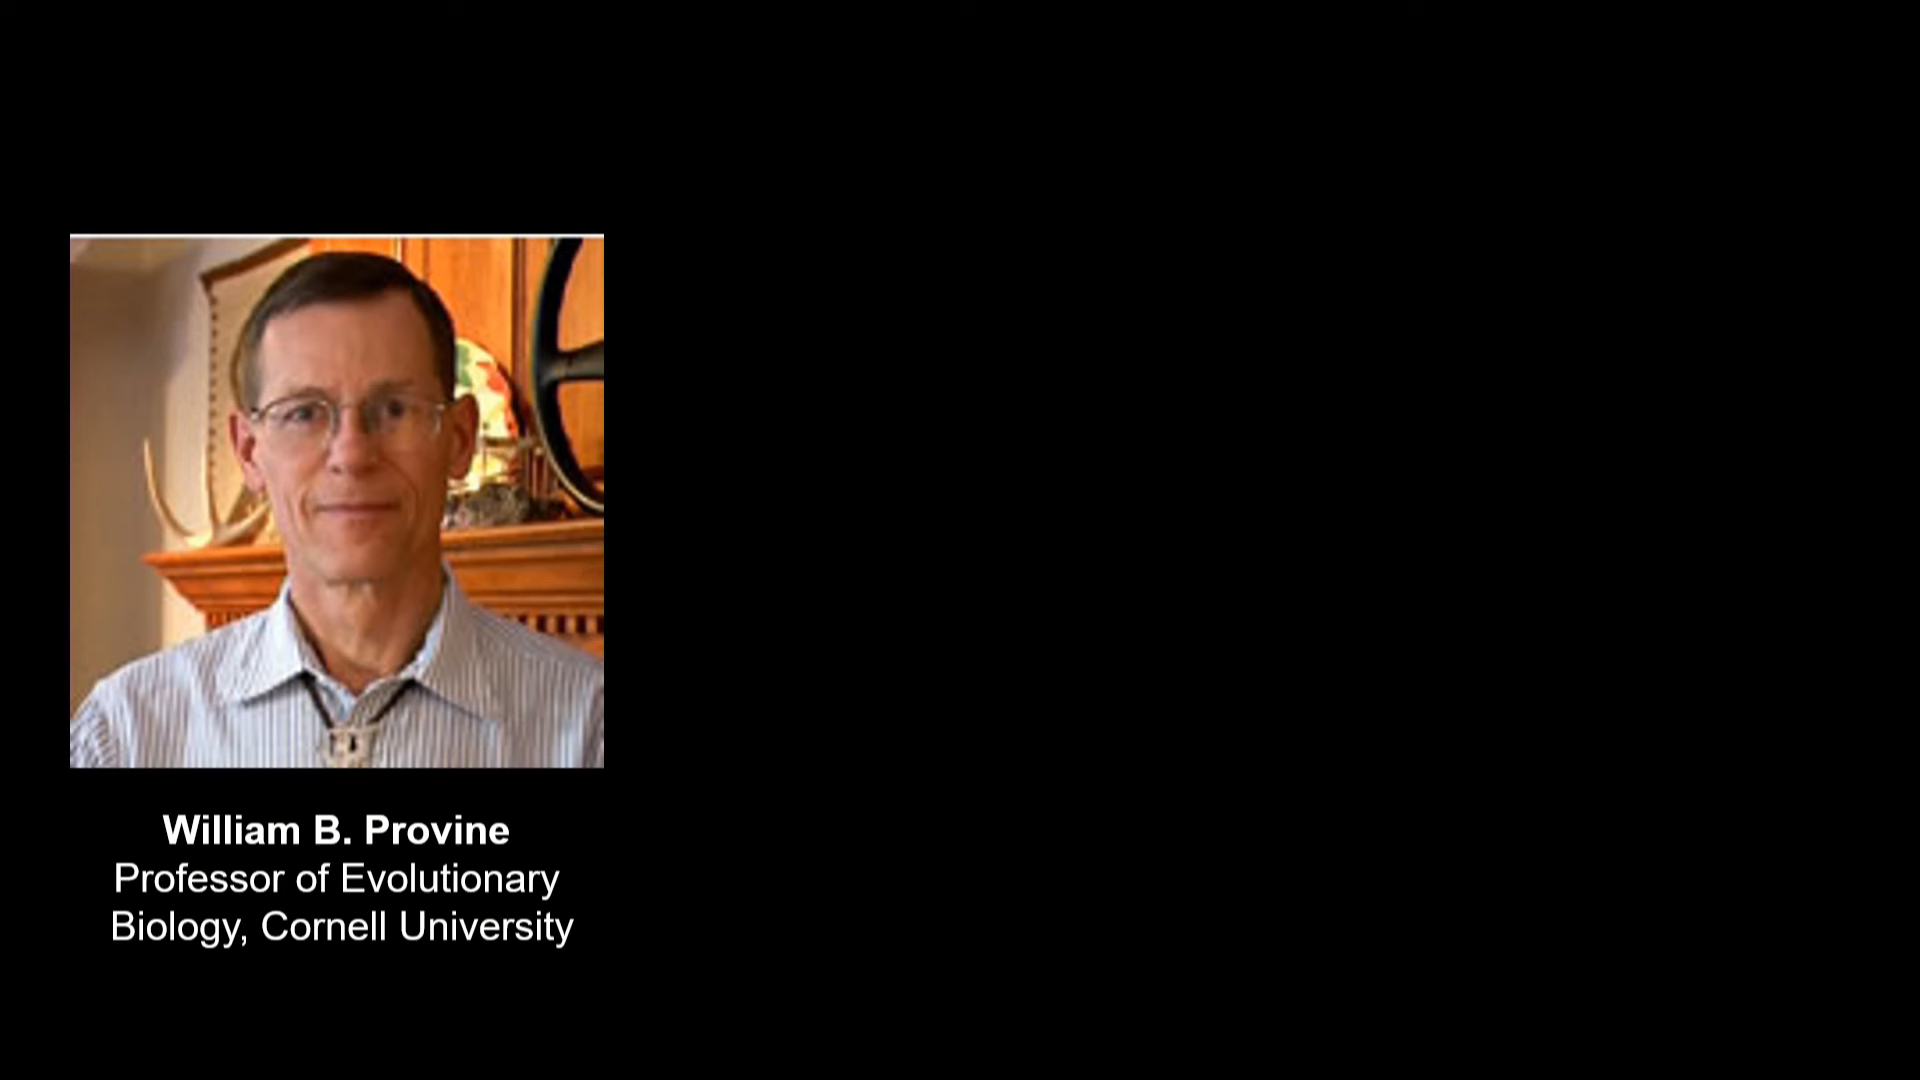 William B. Provine
Professor of Evolutionary
Biology, Cornell University